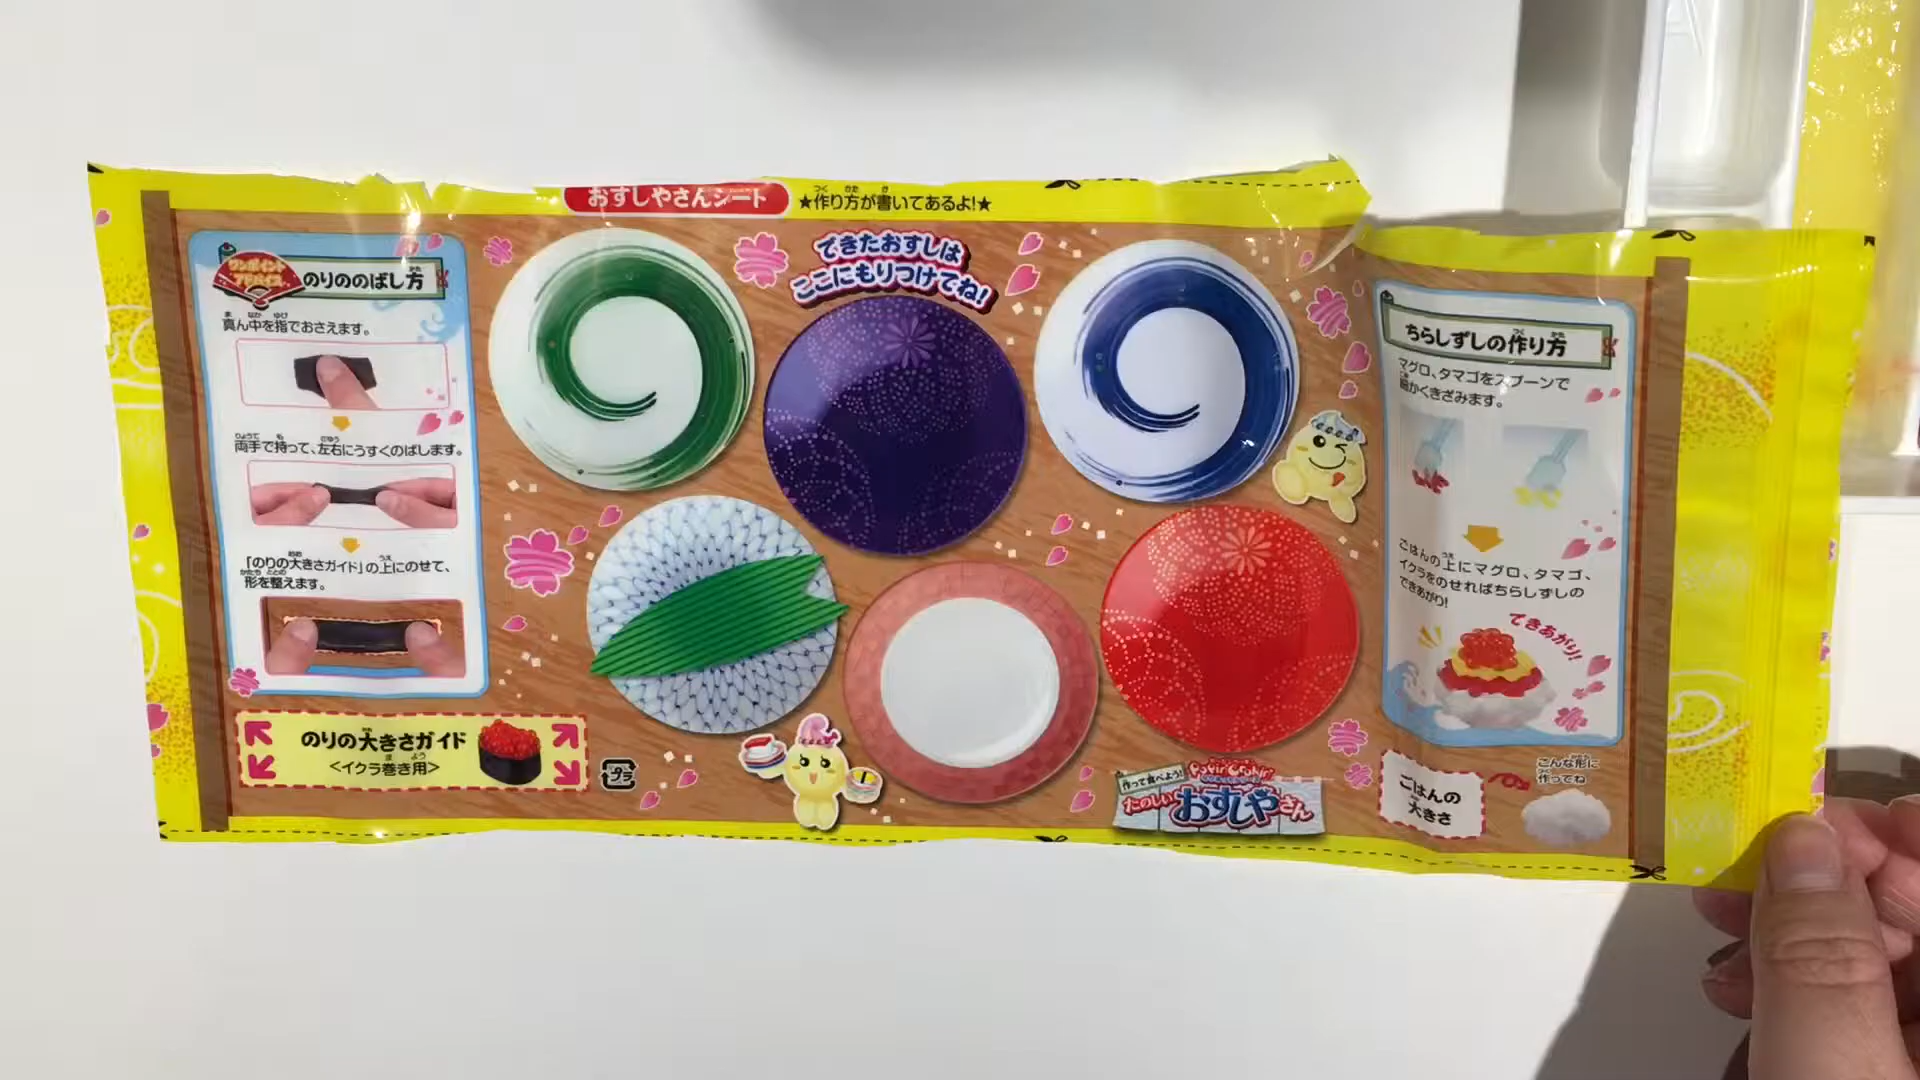 おすしやさんシート
★作り方が書いてあるよ!★
ワンポイント
アドバイス
のりののばし方
真ん中を指でおさえます。
両手で持って、左右にうすくのばします。
「のりの大きさガイド」の上にのせて、
形を整えます。
のりの大きさガイド
<イクラ巻き用>
プラ
できたおすしは
ここにもりつけてね!
作って食べよう!
Popin' Cookin'
たのしい
おすしやさん
ちらしずしの作り方
マグロ、タマゴをスプーンで
細かくきざみます。
ごはんの上にマグロ、タマゴ、
イクラをのせればちらしずしの
できあがり!
できあがり!
ごはんの
大きさ
こんな形に
作ってね